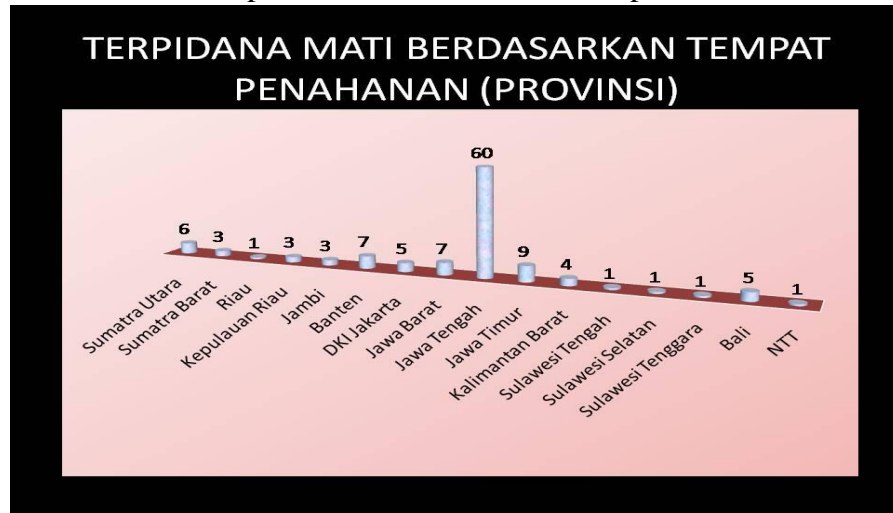 TERPIDANA MATI BERDASARKAN TEMPAT
PENAHANAN (PROVINSI)
60
6
3
1
3
3
7
5
7
9
4
1
1
1
5
1
Sumatra Utara
Sumatra Barat
Riau
Kepulauan Riau
Jambi
Banten
DKI Jakarta
Jawa Barat
Jawa Tengah
Jawa Timur
Kalimantan Barat
Sulawesi Tengah
Sulawesi Selatan
Sulawesi Tenggara
Bali
NTT